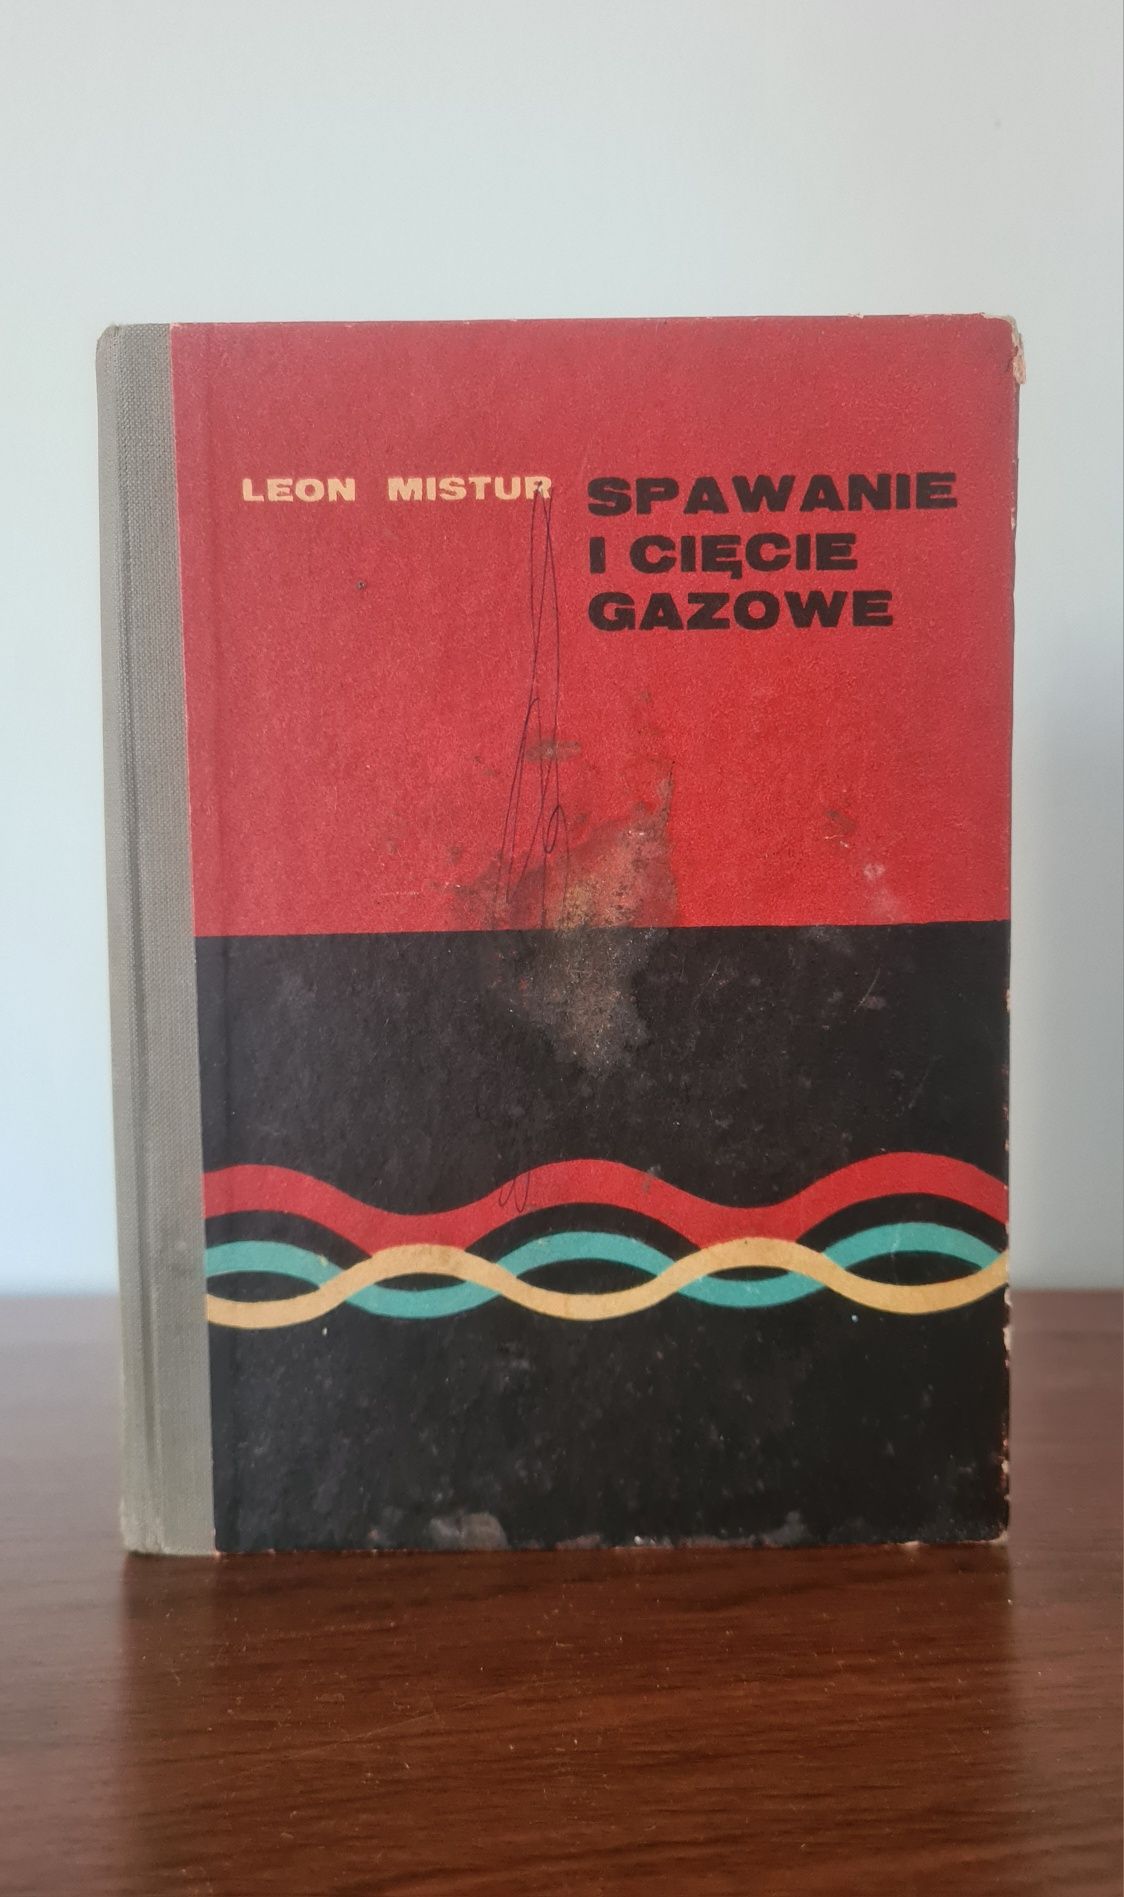 LEON MISTUR
SPAWANIE
I CIĘCIE
GAZOWE